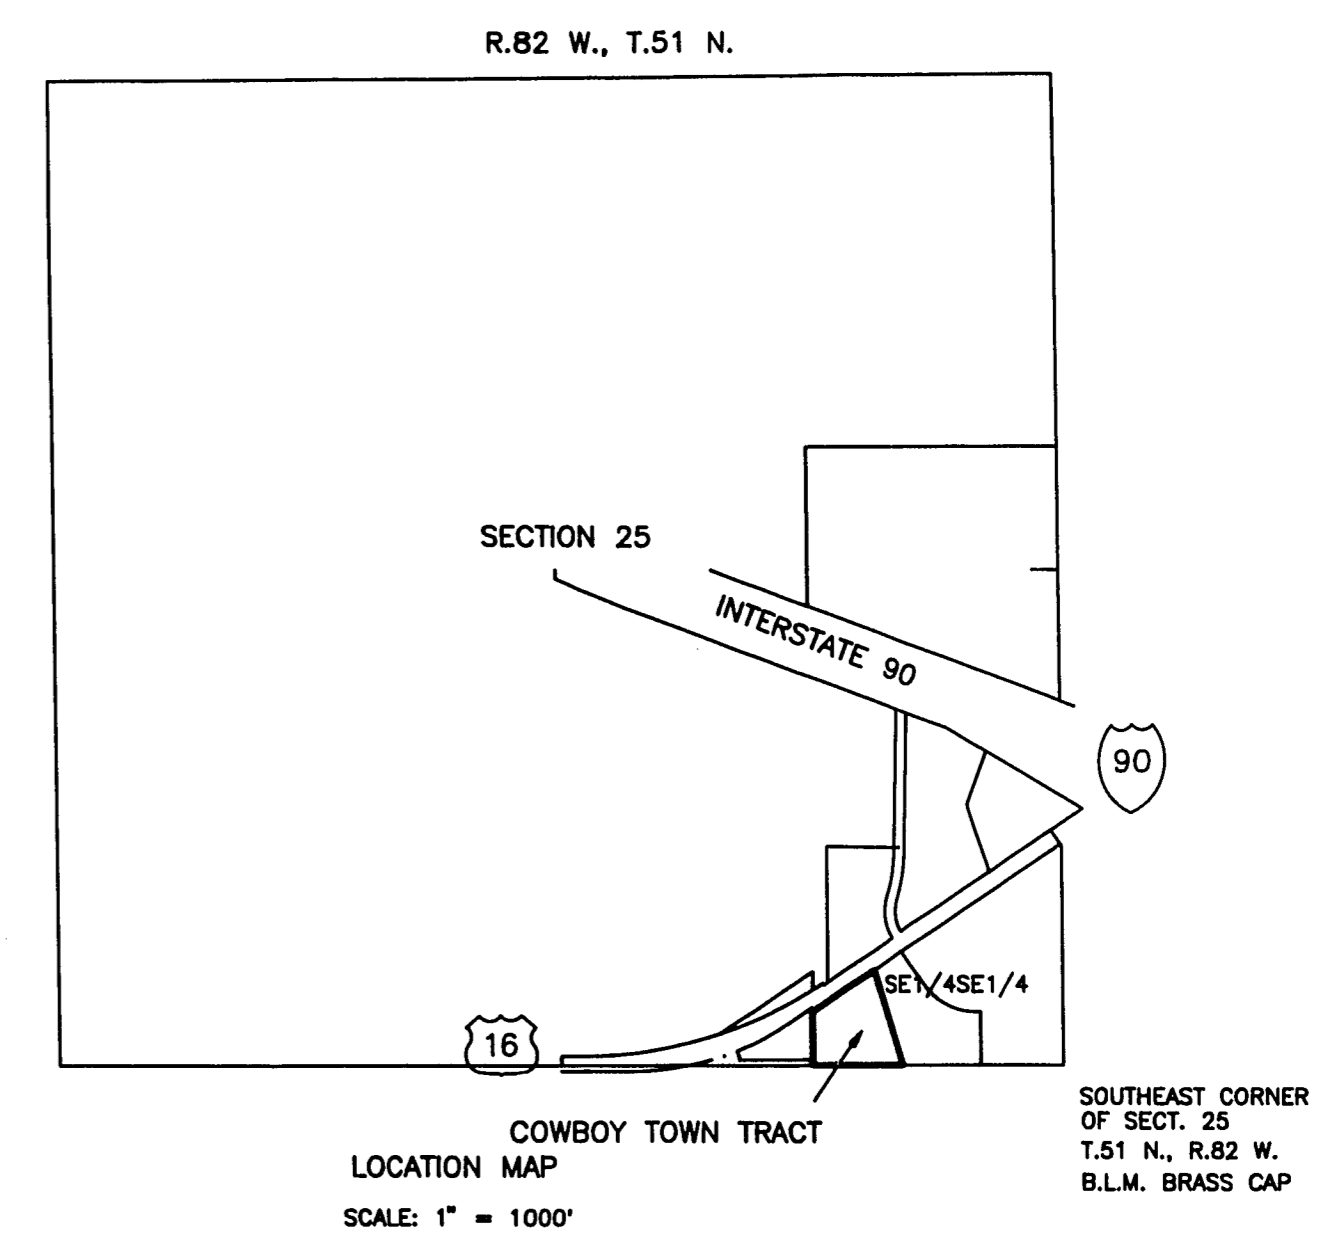 R.82 W., T.51 N.
SECTION 25
INTERSTATE 90
90
SE1/4SE1/4
16
COWBOY TOWN TRACT
LOCATION MAP
SCALE: 1" = 1000'
SOUTHEAST CORNER
OF SECT. 25
T.51 N., R.82 W.
B.L.M. BRASS CAP